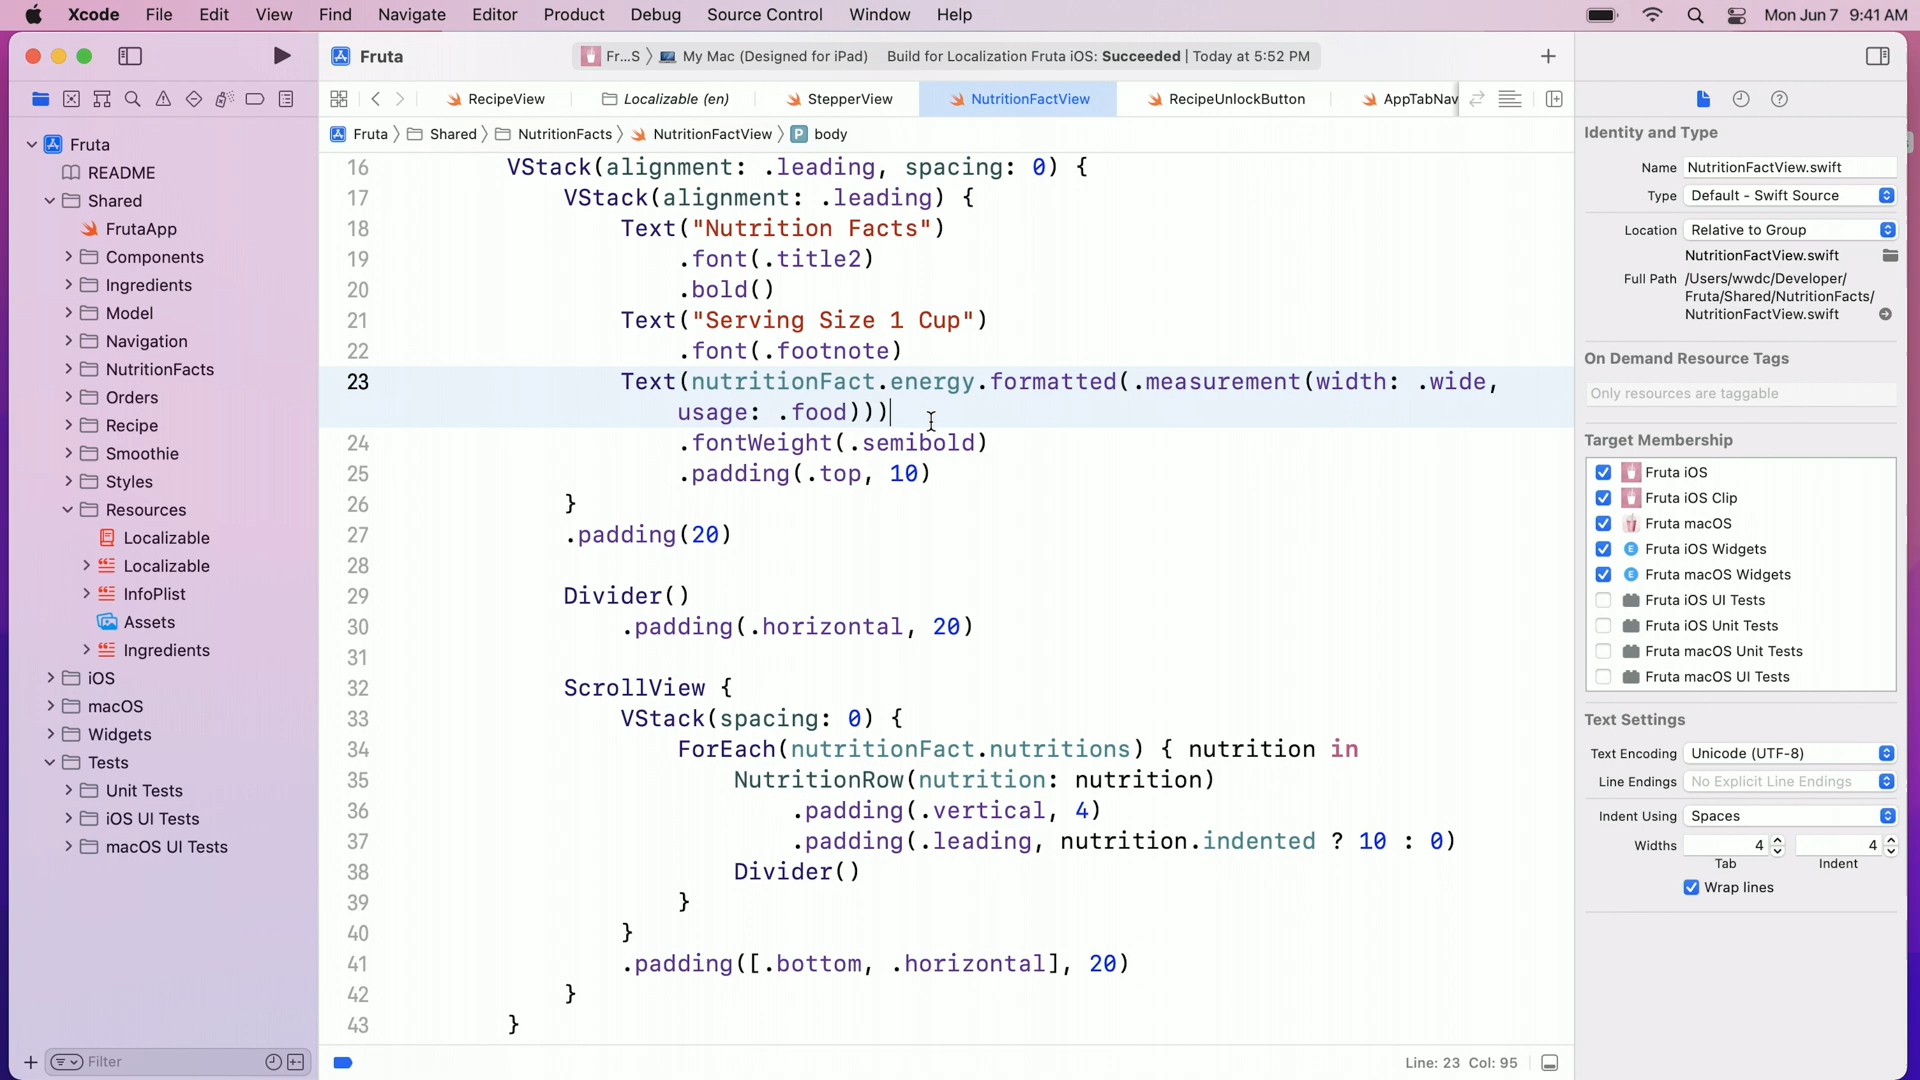 Xcode File Edit View Find Navigate Editor Product Debug Source Control Window Help Mon Jun 7 9:41 AM
Fruta Fr...S 〉 My Mac (Designed for iPad) Build for Localization Fruta iOS: Succeeded | Today at 5:52 PM
RecipeView Localizable (en) StepperView NutritionFactView RecipeUnlockButton AppTabNav
Fruta 〉 Shared 〉 NutritionFacts 〉 NutritionFactView 〉 P body
Fruta
README
Shared
FrutaApp
Components
Ingredients
Model
Navigation
NutritionFacts
Orders
Recipe
Smoothie
Styles
Resources
Localizable
Localizable
InfoPlist
Assets
Ingredients
iOS
macOS
Widgets
Tests
Unit Tests
iOS UI Tests
macOS UI Tests
Filter
16 VStack(alignment: .leading, spacing: 0) {
17 VStack(alignment: .leading) {
18 Text("Nutrition Facts")
19 .font(.title2)
20 .bold()
21 Text("Serving Size 1 Cup")
22 .font(.footnote)
23 Text(nutritionFact.energy.formatted(.measurement(width: .wide,
usage: .food)))
24 .fontWeight(.semibold)
25 .padding(.top, 10)
26 }
27 .padding(20)
28
29 Divider()
30 .padding(.horizontal, 20)
31
32 ScrollView {
33 VStack(spacing: 0) {
34 ForEach(nutritionFact.nutritions) { nutrition in
35 NutritionRow(nutrition: nutrition)
36 .padding(.vertical, 4)
37 .padding(.leading, nutrition.indented ? 10 : 0)
38 Divider()
39 }
40 }
41 .padding([.bottom, .horizontal], 20)
42 }
43 }
Line: 23 Col: 95
Identity and Type
Name NutritionFactView.swift
Type Default - Swift Source
Location Relative to Group
NutritionFactView.swift
Full Path /Users/wwdc/Developer/
Fruta/Shared/NutritionFacts/
NutritionFactView.swift
On Demand Resource Tags
Only resources are taggable
Target Membership
Fruta iOS
Fruta iOS Clip
Fruta macOS
E Fruta iOS Widgets
E Fruta macOS Widgets
Fruta iOS UI Tests
Fruta iOS Unit Tests
Fruta macOS Unit Tests
Fruta macOS UI Tests
Text Settings
Text Encoding Unicode (UTF-8)
Line Endings No Explicit Line Endings
Indent Using Spaces
Widths 4 4
Tab Indent
Wrap lines